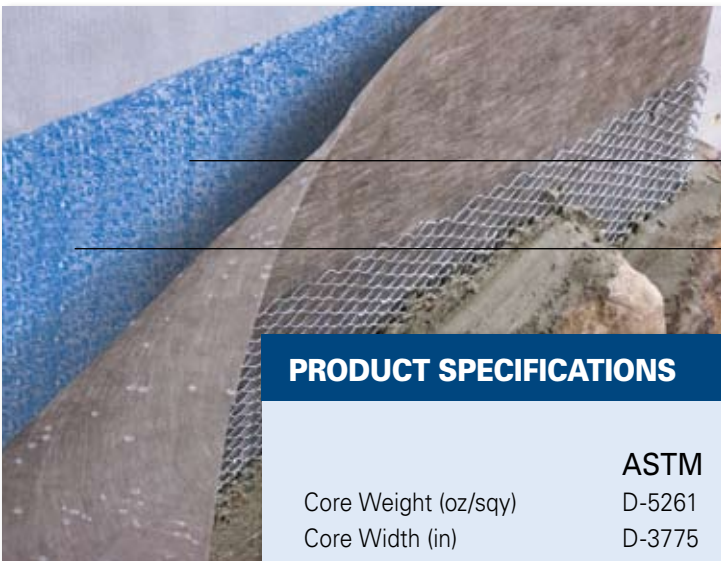 PRODUCT SPECIFICATIONS
ASTM
Core Weight (oz/sqy) D-5261
Core Width (in) D-3775